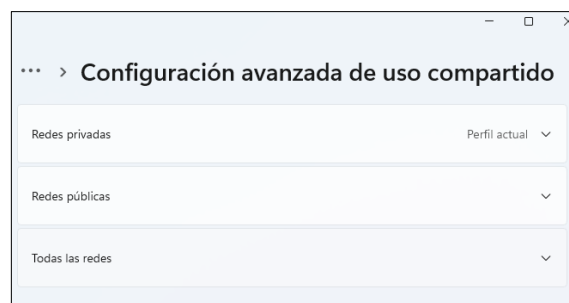 ··· > Configuración avanzada de uso compartido
Redes privadas Perfil actual
Redes públicas
Todas las redes